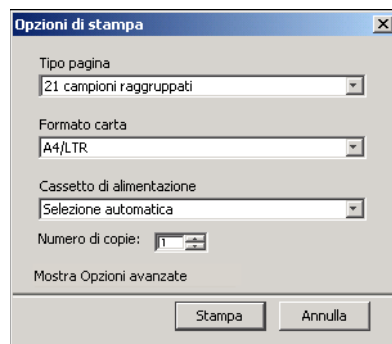 Opzioni di stampa
Tipo pagina
21 campioni raggruppati
Formato carta
A4/LTR
Cassetto di alimentazione
Selezione automatica
Numero di copie: 1
Mostra Opzioni avanzate
Stampa Annulla